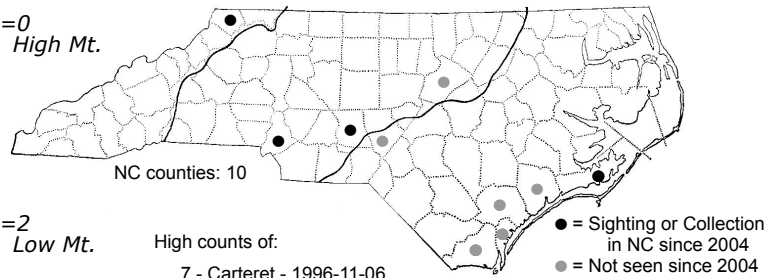 =0
High Mt.
NC counties: 10
=2
Low Mt.
High counts of:
7 - Carteret - 1996-11-06
= Sighting or Collection
in NC since 2004
= Not seen since 2004